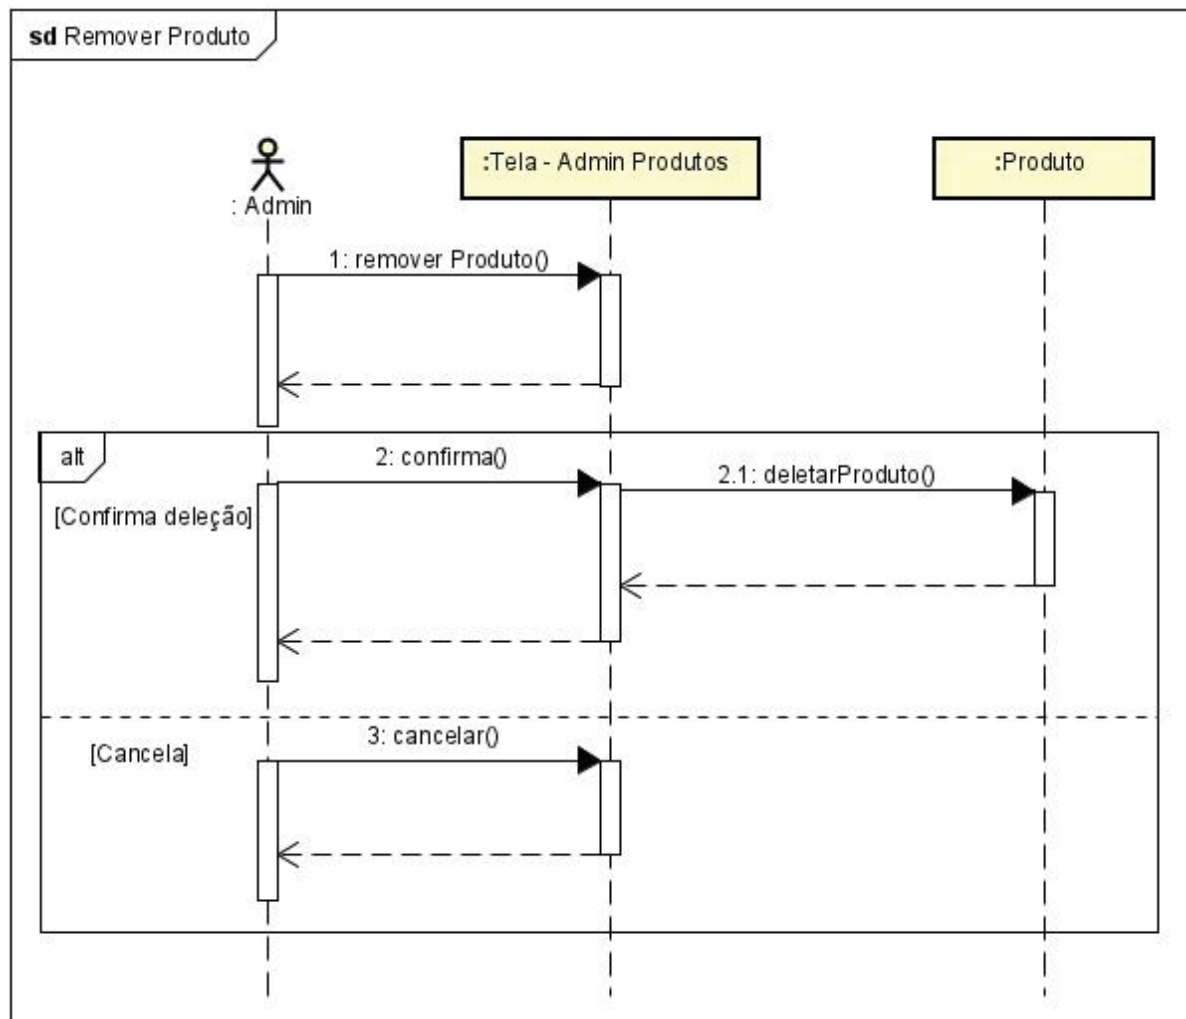 sd Remover Produto
: Admin
:Tela - Admin Produtos
:Produto
1: remover Produto()
alt
2: confirma()
2.1: deletarProduto()
[Confirma deleção]
3: cancelar()
[Cancela]